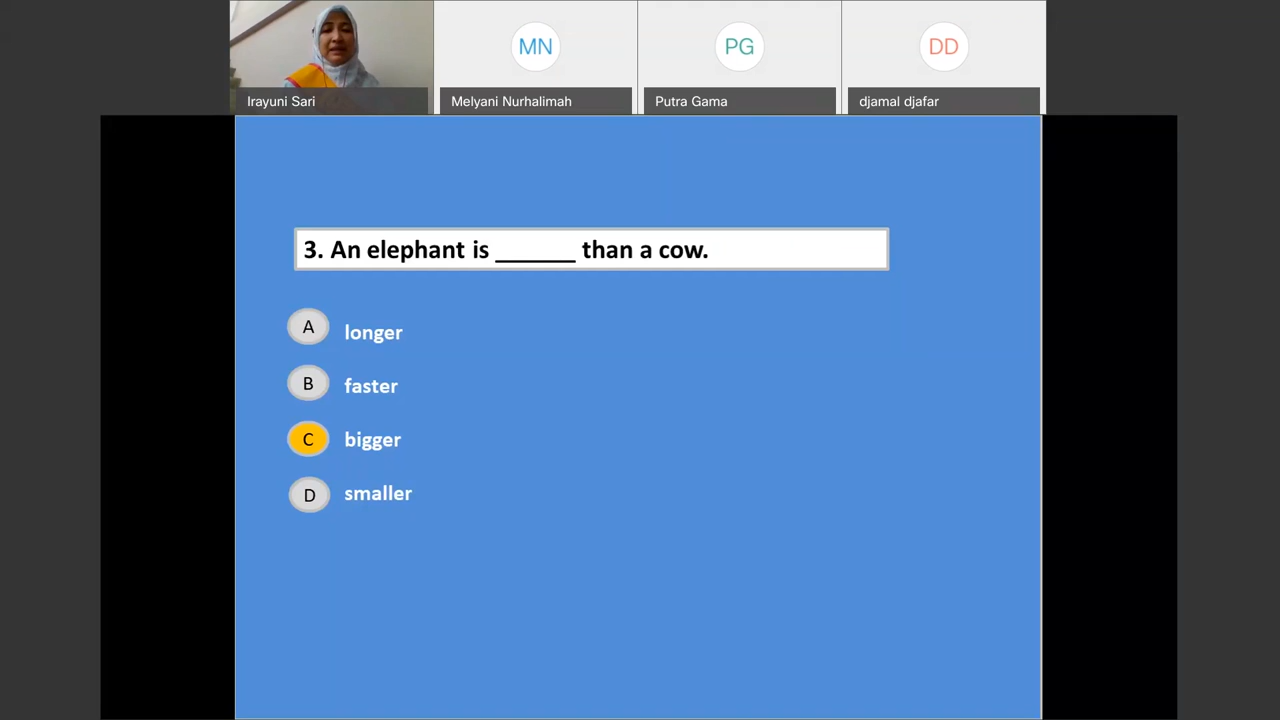 MN
PG
DD
Irayuni Sari
Melyani Nurhalimah
Putra Gama
djamal djafar
3. An elephant is ______ than a cow.
A longer
B faster
C bigger
D smaller